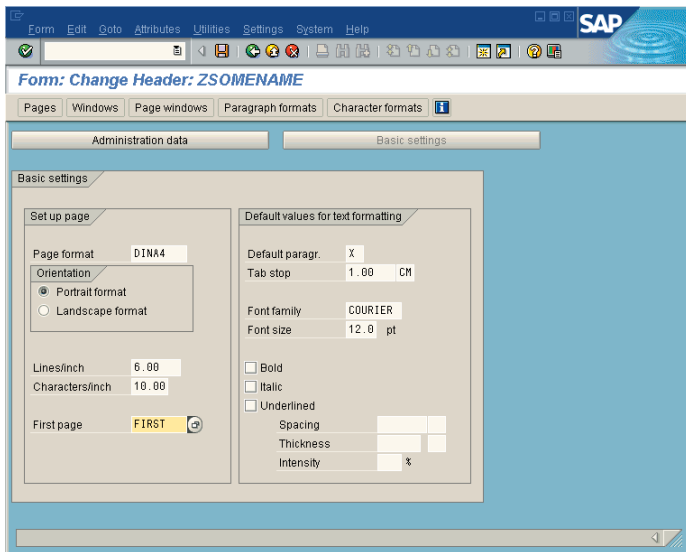 Form Edit Goto Attributes Utilities Settings System Help
SAP
Form: Change Header: ZSOMENAME
Pages Windows Page windows Paragraph formats Character formats
Administration data Basic settings
Basic settings
Set up page
Page format DINA4
Orientation
Portrait format
Landscape format
Lines/inch 6.00
Characters/inch 10.00
First page FIRST
Default values for text formatting
Default paragr. X
Tab stop 1.00 CM
Font family COURIER
Font size 12.0 pt
Bold
Italic
Underlined
Spacing
Thickness
Intensity %